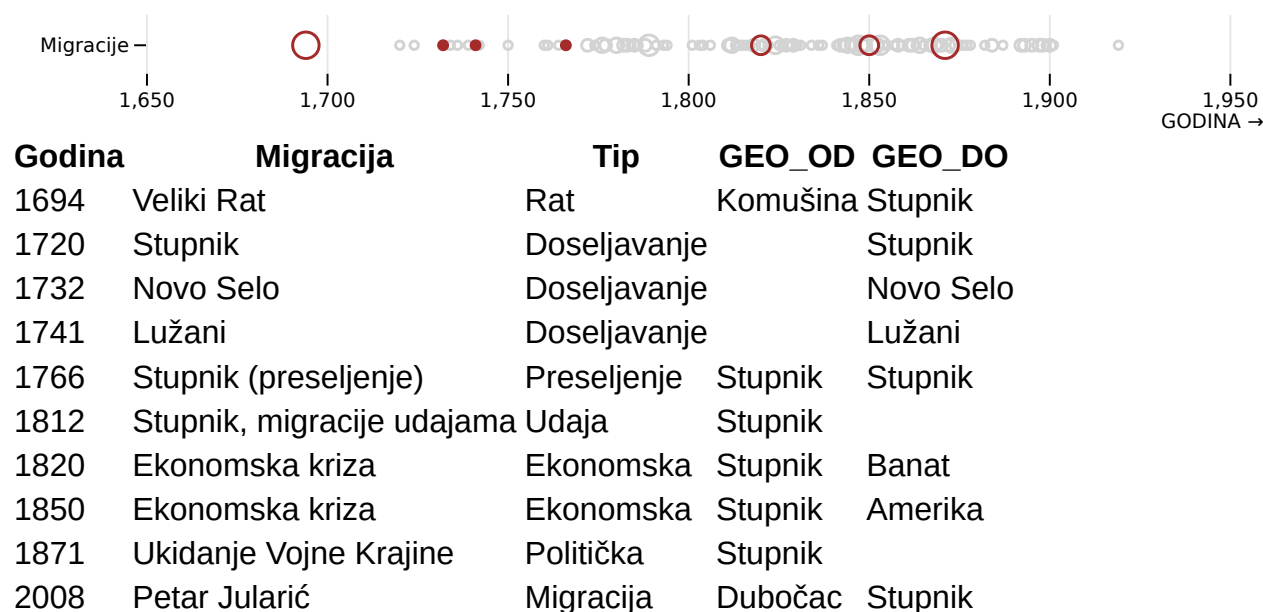 Migracije
1,650 1,700 1,750 1,800 1,850 1,900 1,950
GODINA →
Godina Migracija Tip GEO_OD GEO_DO
1694 Veliki Rat Rat Komušina Stupnik
1720 Stupnik Doseljavanje Stupnik
1732 Novo Selo Doseljavanje Novo Selo
1741 Lužani Doseljavanje Lužani
1766 Stupnik (preseljenje) Preseljenje Stupnik Stupnik
1812 Stupnik, migracije udajama Udaja Stupnik
1820 Ekonomska kriza Ekonomska Stupnik Banat
1850 Ekonomska kriza Ekonomska Stupnik Amerika
1871 Ukidanje Vojne Krajine Politička Stupnik
2008 Petar Jularić Migracija Dubočac Stupnik